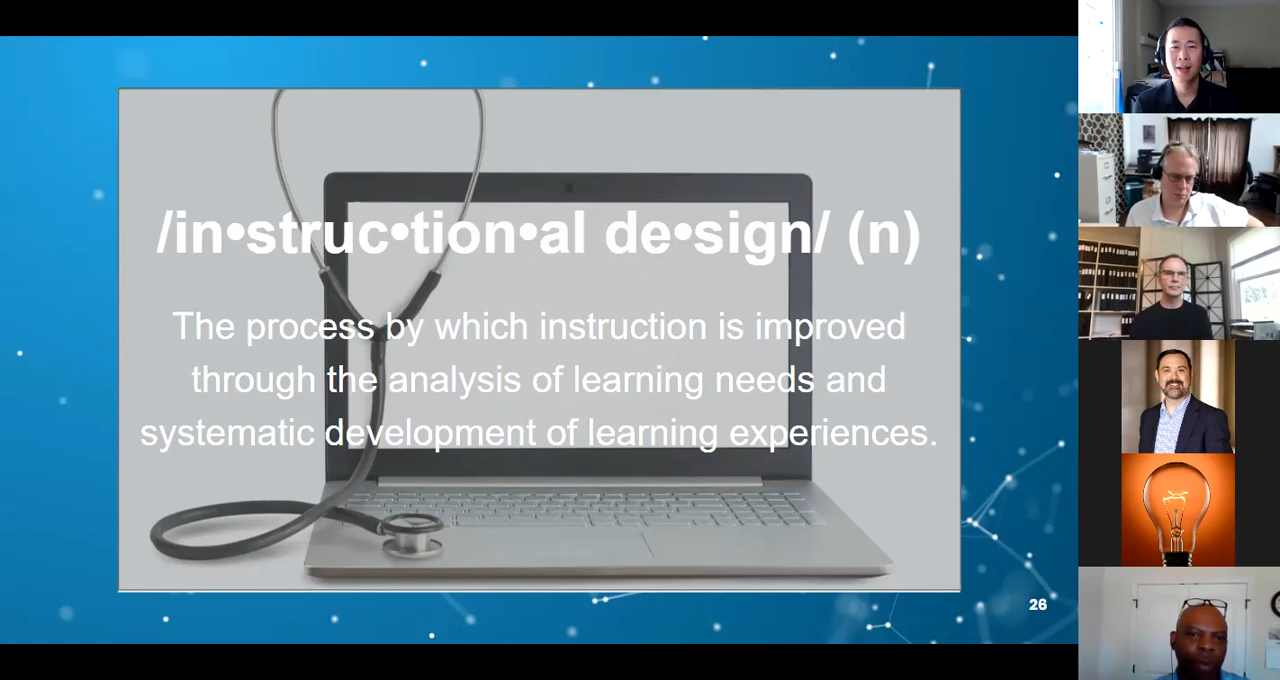 /in•struc•tion•al de•sign/ (n)
The process by which instruction is improved
through the analysis of learning needs and
systematic development of learning experiences.
26